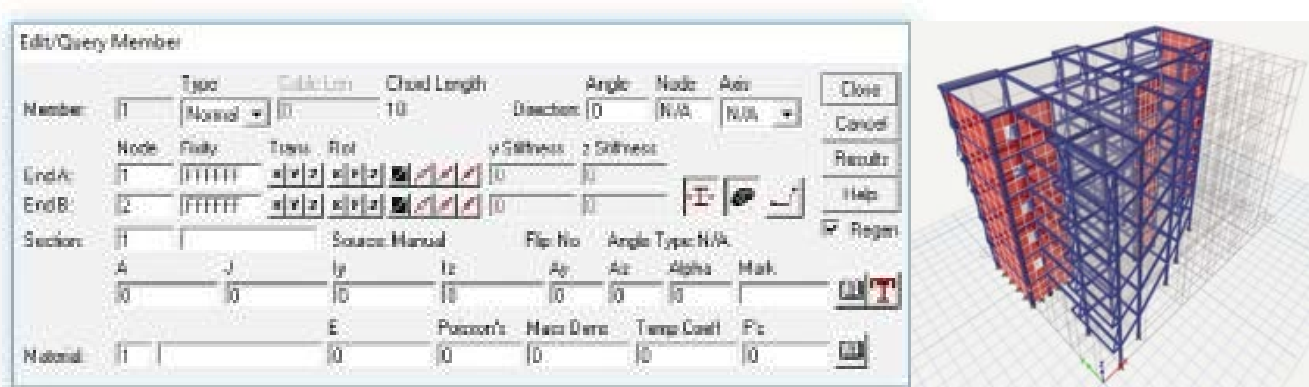 Edit/Query Member
Type Cable Len Chord Length Angle Node Axis
Member: 1 Normal 0 10 Direction: 0 N/A N/A
Close
Cancel
Node Fixity Trans Rot y Stiffness z Stiffness
Results
End A: 1 FFFFFF X Y Z X Y Z 0 0
Help
End B: 2 FFFFFF X Y Z X Y Z 0 0
Regen
Section: 1 Source: Manual Flip: No Angle Type: N/A
A J Iy Iz Ay Az Alpha Mark
0 0 0 0 0 0 0
E Poisson's Mass Dens Temp Coeff F'c
Material: 1 0 0 0 0 0